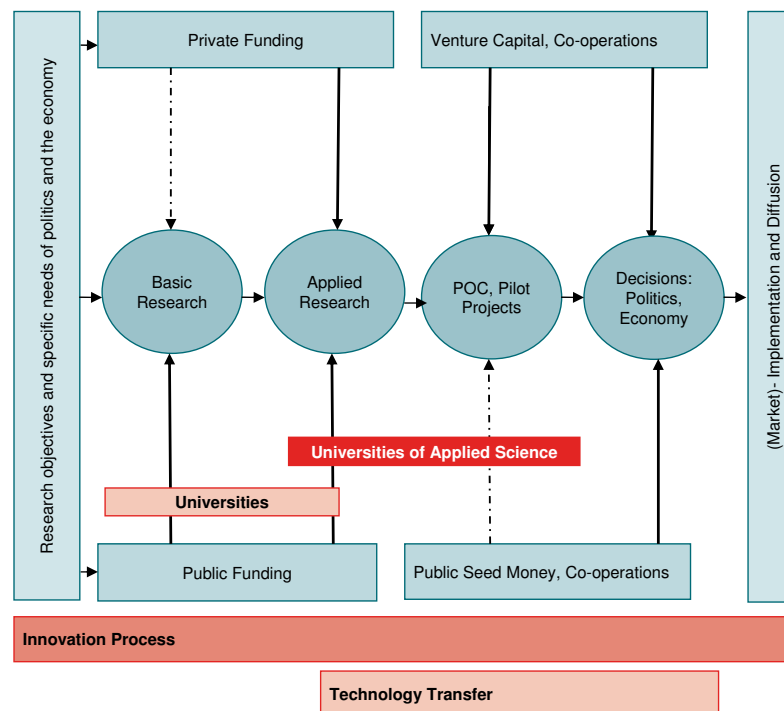 Research objectives and specific needs of politics and the economy
Private Funding
Venture Capital, Co-operations
Basic
Research
Applied
Research
POC, Pilot
Projects
Decisions:
Politics,
Economy
(Market)- Implementation and Diffusion
Universities of Applied Science
Universities
Public Funding
Public Seed Money, Co-operations
Innovation Process
Technology Transfer